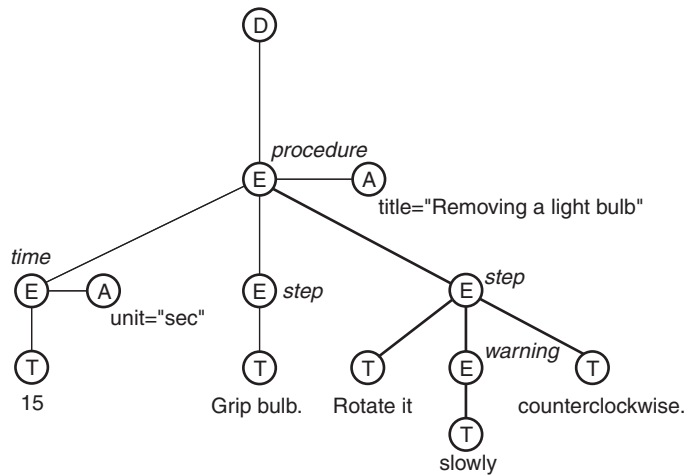 D
procedure
E A
title="Removing a light bulb"
time
E A
unit="sec"
E step
E step
T
15
T
Grip bulb.
T
Rotate it
E warning
T
counterclockwise.
T
slowly